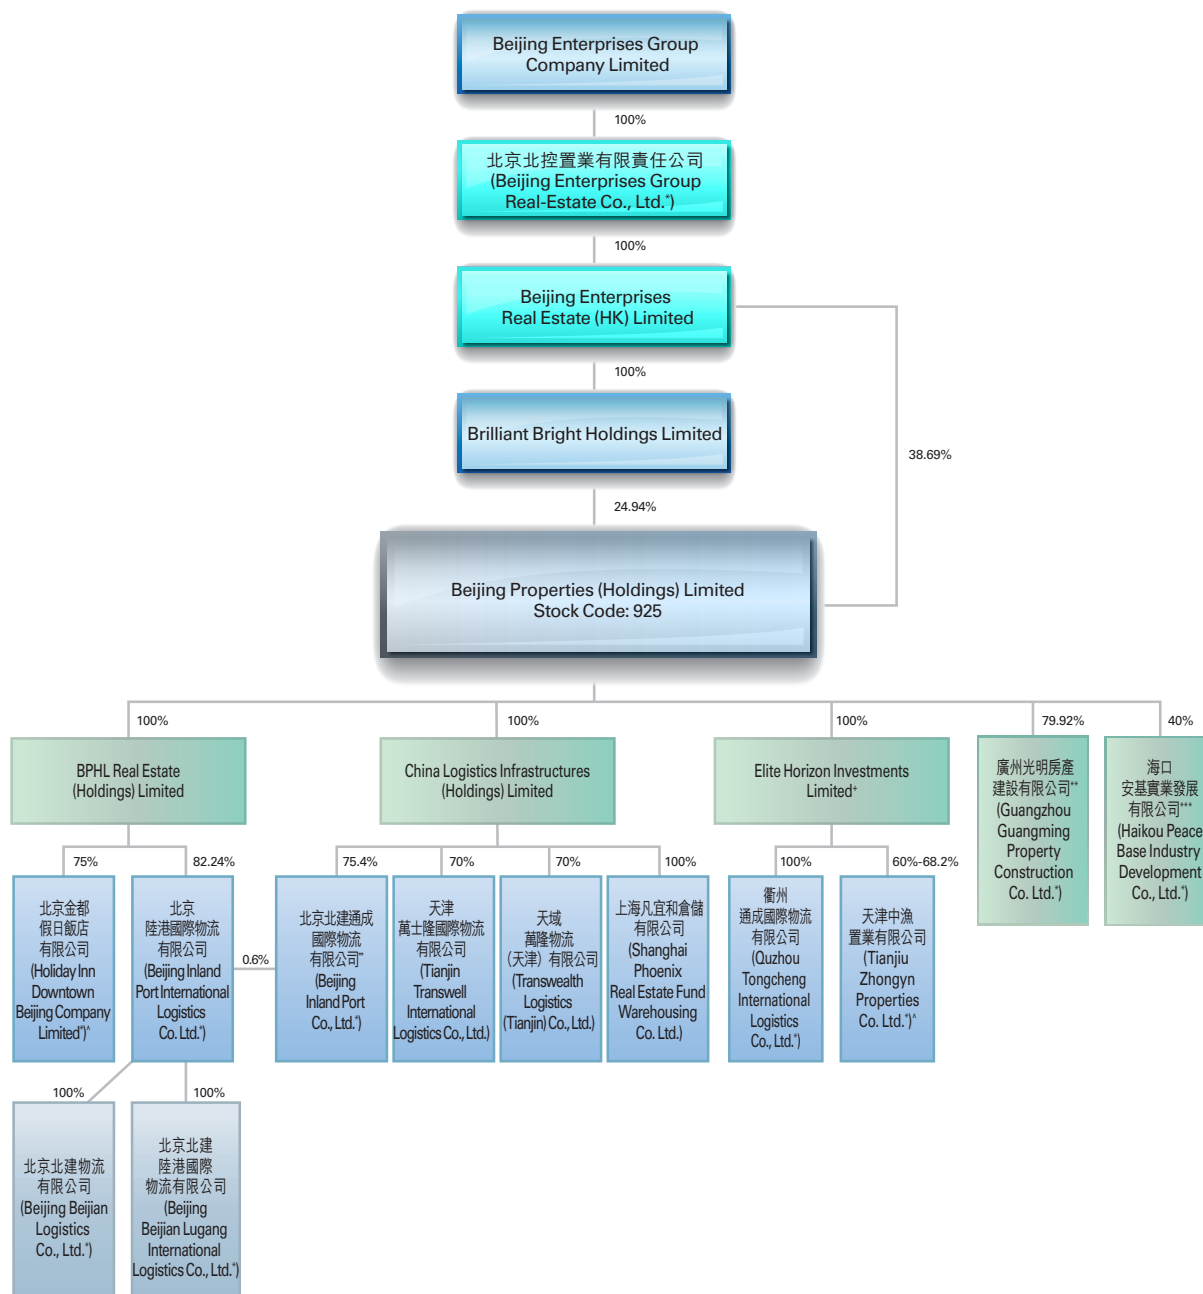 Beijing Enterprises Group
Company Limited
100%
北京北控置業有限責任公司
(Beijing Enterprises Group
Real-Estate Co., Ltd.*)
100%
Beijing Enterprises
Real Estate (HK) Limited
100%
Brilliant Bright Holdings Limited
38.69%
24.94%
Beijing Properties (Holdings) Limited
Stock Code: 925
100%
100%
100%
79.92%
40%
BPHL Real Estate
(Holdings) Limited
China Logistics Infrastructures
(Holdings) Limited
Elite Horizon Investments
Limited+
廣州光明房產
建設有限公司++
(Guangzhou
Guangming
Property
Construction
Co. Ltd.*)
海口
安基實業發展
有限公司+++
(Haikou Peace
Base Industry
Development
Co., Ltd.*)
75%
82.24%
75.4%
70%
70%
100%
100%
60%-68.2%
北京金都
假日飯店
有限公司
(Holiday Inn
Downtown
Beijing Company
Limited*)^
北京
陸港國際物流
有限公司
(Beijing Inland
Port International
Logistics
Co. Ltd.*)
0.6%
北京北建通成
國際物流
有限公司**
(Beijing
Inland Port
Co., Ltd.*)
天津
萬士隆國際物流
有限公司
(Tianjin
Transwell
International
Logistics Co., Ltd.)
天域
萬隆物流
（天津）有限公司
(Transwealth
Logistics
(Tianjin) Co., Ltd.)
上海凡宜和倉儲
有限公司
(Shanghai
Phoenix
Real Estate Fund
Warehousing
Co. Ltd.)
衢州
通成國際物流
有限公司
(Quzhou
Tongcheng
International
Logistics
Co., Ltd.*)
天津中漁
置業有限公司
(Tianjiu
Zhongyn
Properties
Co. Ltd.*)^
100%
100%
北京北建物流
有限公司
(Beijing Beijian
Logistics
Co., Ltd.*)
北京北建
陸港國際
物流有限公司
(Beijing
Beijian Lugang
International
Logistics Co., Ltd.*)